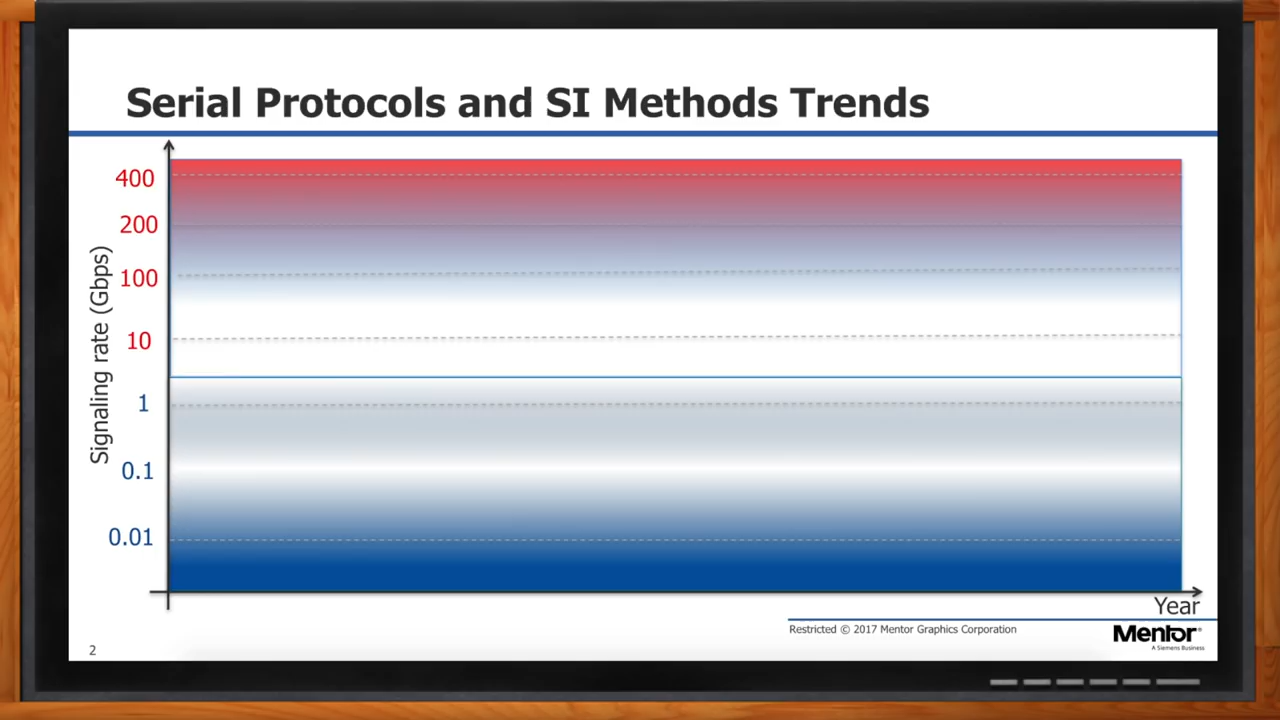 Serial Protocols and SI Methods Trends
400
200
100
10
1
0.1
0.01
Signaling rate (Gbps)
Year
Restricted © 2017 Mentor Graphics Corporation
Mentor®
A Siemens Business
2